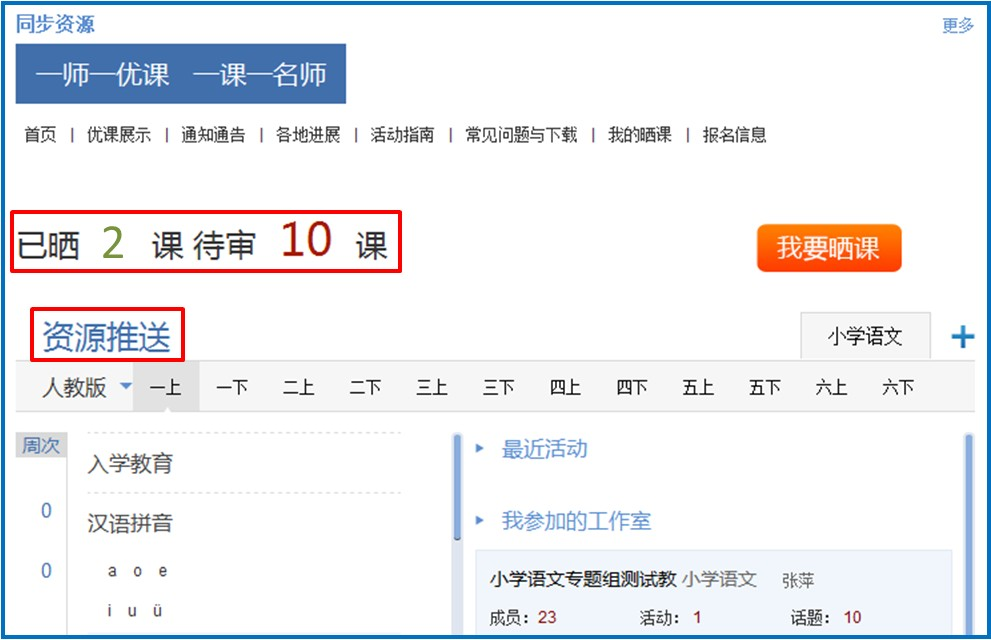 同步资源 更多
一师一优课 一课一名师
首页 | 优课展示 | 通知通告 | 各地进展 | 活动指南 | 常见问题与下载 | 我的晒课 | 报名信息
已晒 2 课 待审 10 课 我要晒课
资源推送 小学语文 +
人教版 一上 一下 二上 二下 三上 三下 四上 四下 五上 五下 六上 六下
周次
入学教育
0
汉语拼音
0
a o e
i u ü
最近活动
我参加的工作室
小学语文专题组测试教 小学语文 张萍
成员：23 活动：1 话题：10